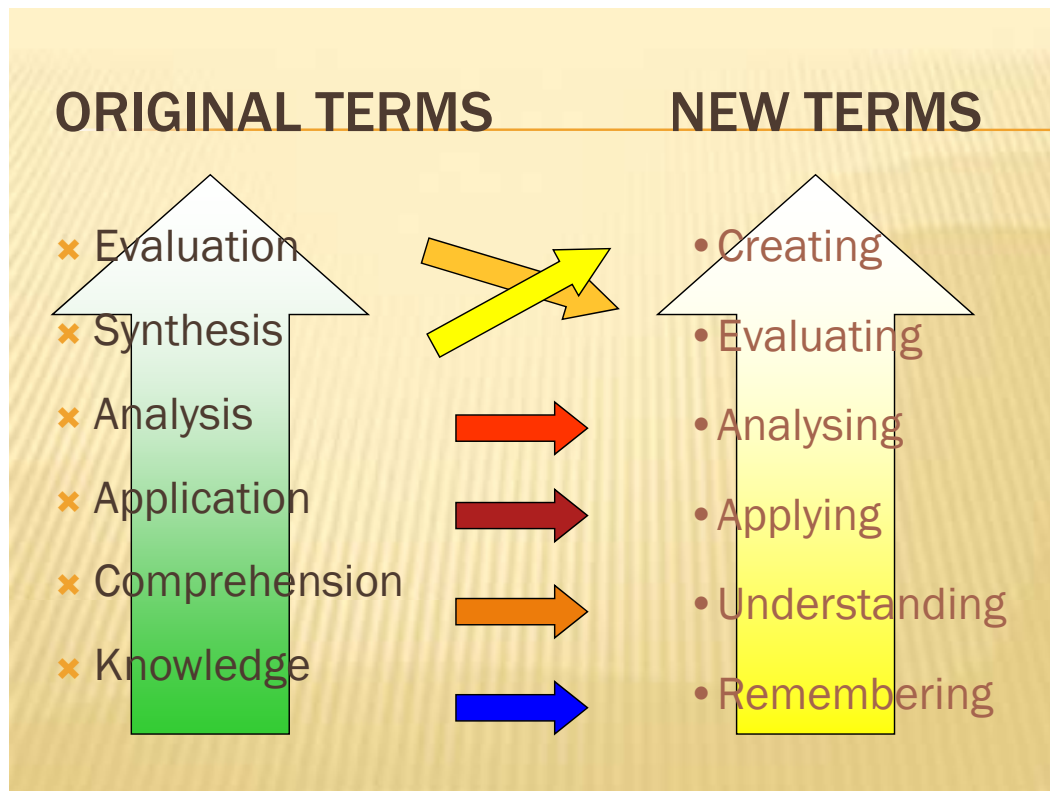 ORIGINAL TERMS
NEW TERMS
Evaluation
Synthesis
Analysis
Application
Comprehension
Knowledge
•Creating
•Evaluating
•Analysing
•Applying
•Understanding
•Remembering